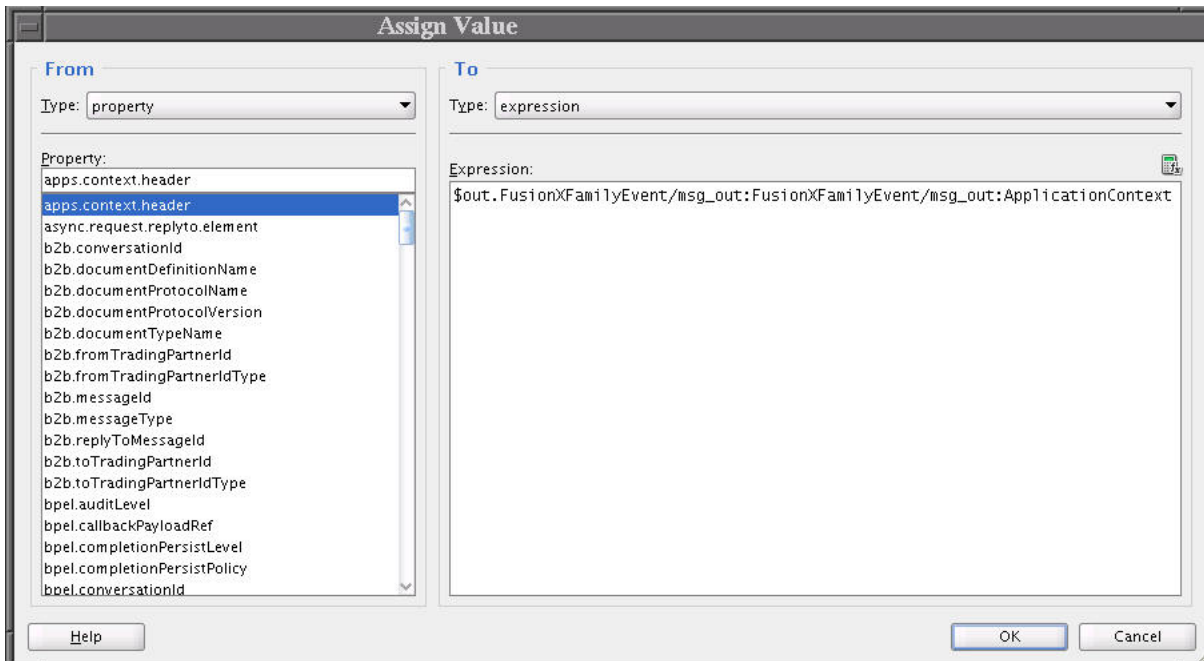 Assign Value
From
Type: property
Property:
apps.context.header
apps.context.header
async.request.replyto.element
b2b.conversationId
b2b.documentDefinitionName
b2b.documentProtocolName
b2b.documentProtocolVersion
b2b.documentTypeName
b2b.fromTradingPartnerId
b2b.fromTradingPartnerIdType
b2b.messageId
b2b.messageType
b2b.replyToMessageId
b2b.toTradingPartnerId
b2b.toTradingPartnerIdType
bpel.auditLevel
bpel.callbackPayloadRef
bpel.completionPersistLevel
bpel.completionPersistPolicy
bpel.conversationId
To
Type: expression
Expression:
$out.FusionXFamilyEvent/msg_out:FusionXFamilyEvent/msg_out:ApplicationContext
Help
OK
Cancel